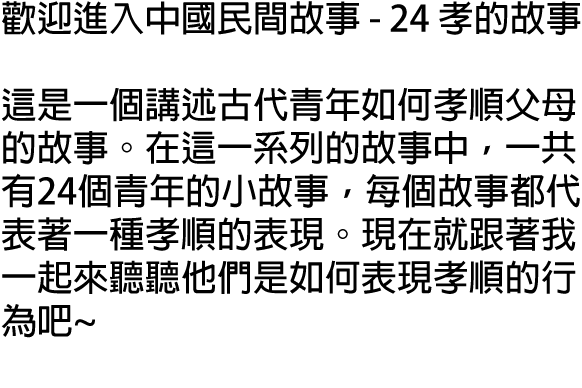 歡迎進入中國民間故事 - 24 孝的故事
這是一個講述古代青年如何孝順父母
的故事。在這一系列的故事中，一共
有24個青年的小故事，每個故事都代
表著一種孝順的表現。現在就跟著我
一起來聽聽他們是如何表現孝順的行
為吧~